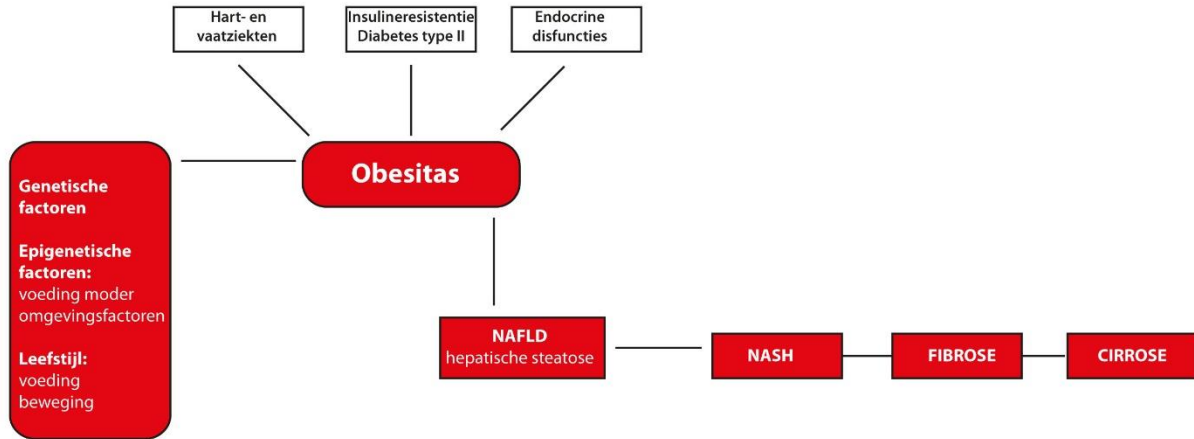 Hart- en
vaatziekten
Insulineresistentie
Diabetes type II
Endocrine
disfuncties
Obesitas
Genetische
factoren
Epigenetische
factoren:
voeding moder
omgevingsfactoren
Leefstijl:
voeding
beweging
NAFLD
hepatische steatose
NASH
FIBROSE
CIRROSE